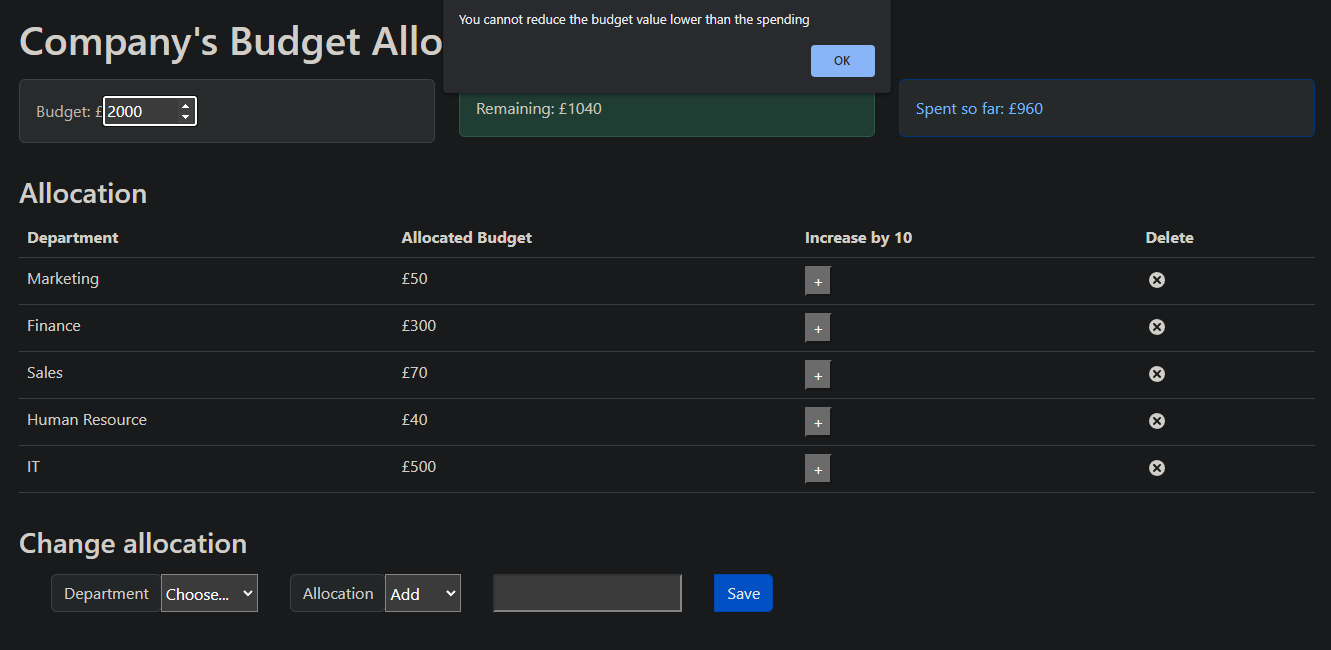 You cannot reduce the budget value lower than the spending
OK
Company's Budget Allo
Budget: £2000
Remaining: £1040
Spent so far: £960
Allocation
Department Allocated Budget Increase by 10 Delete
Marketing £50 +
Finance £300 +
Sales £70 +
Human Resource £40 +
IT £500 +
Change allocation
Department Choose... Allocation Add Save